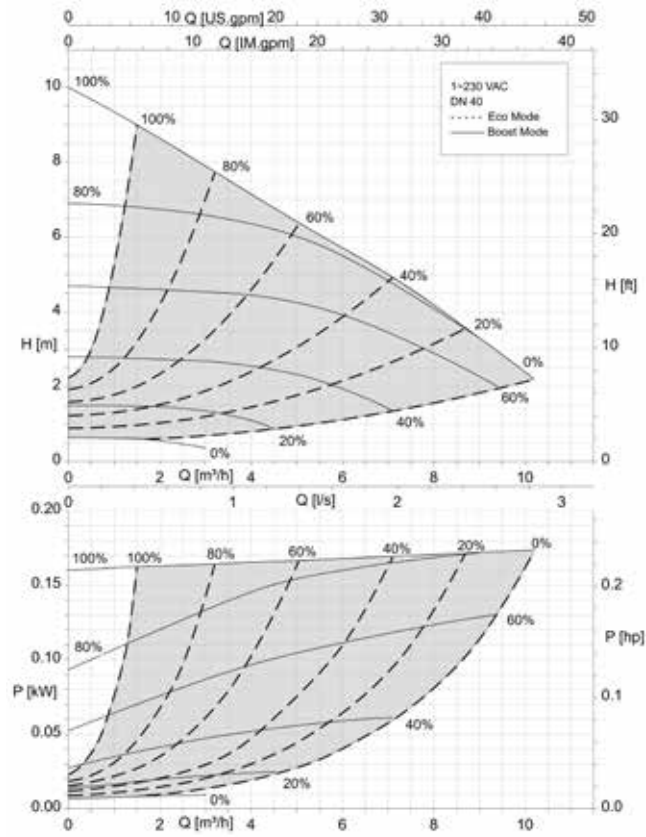 0 10 Q [US.gpm] 20 30 40 50
0 10 Q [IM.gpm] 20 30 40
10 100%
100%
1~230 VAC
DN 40
Eco Mode
Boost Mode
30
8 80%
80%
6 60%
20
40%
4
20%
H [m] H [ft]
0% 10
2
60%
40%
20%
0%
0 0
Q [m³/h] 2 4 6 8 10
0 1 Q [l/s] 2 3
0.20
100% 100% 80% 60% 40% 20% 0%
0.15 0.2
60%
80%
0.10 P [hp]
P [kW] 0.1
0.05
40%
20%
0%
0.00 0.0
0 Q [m³/h] 2 4 6 8 10